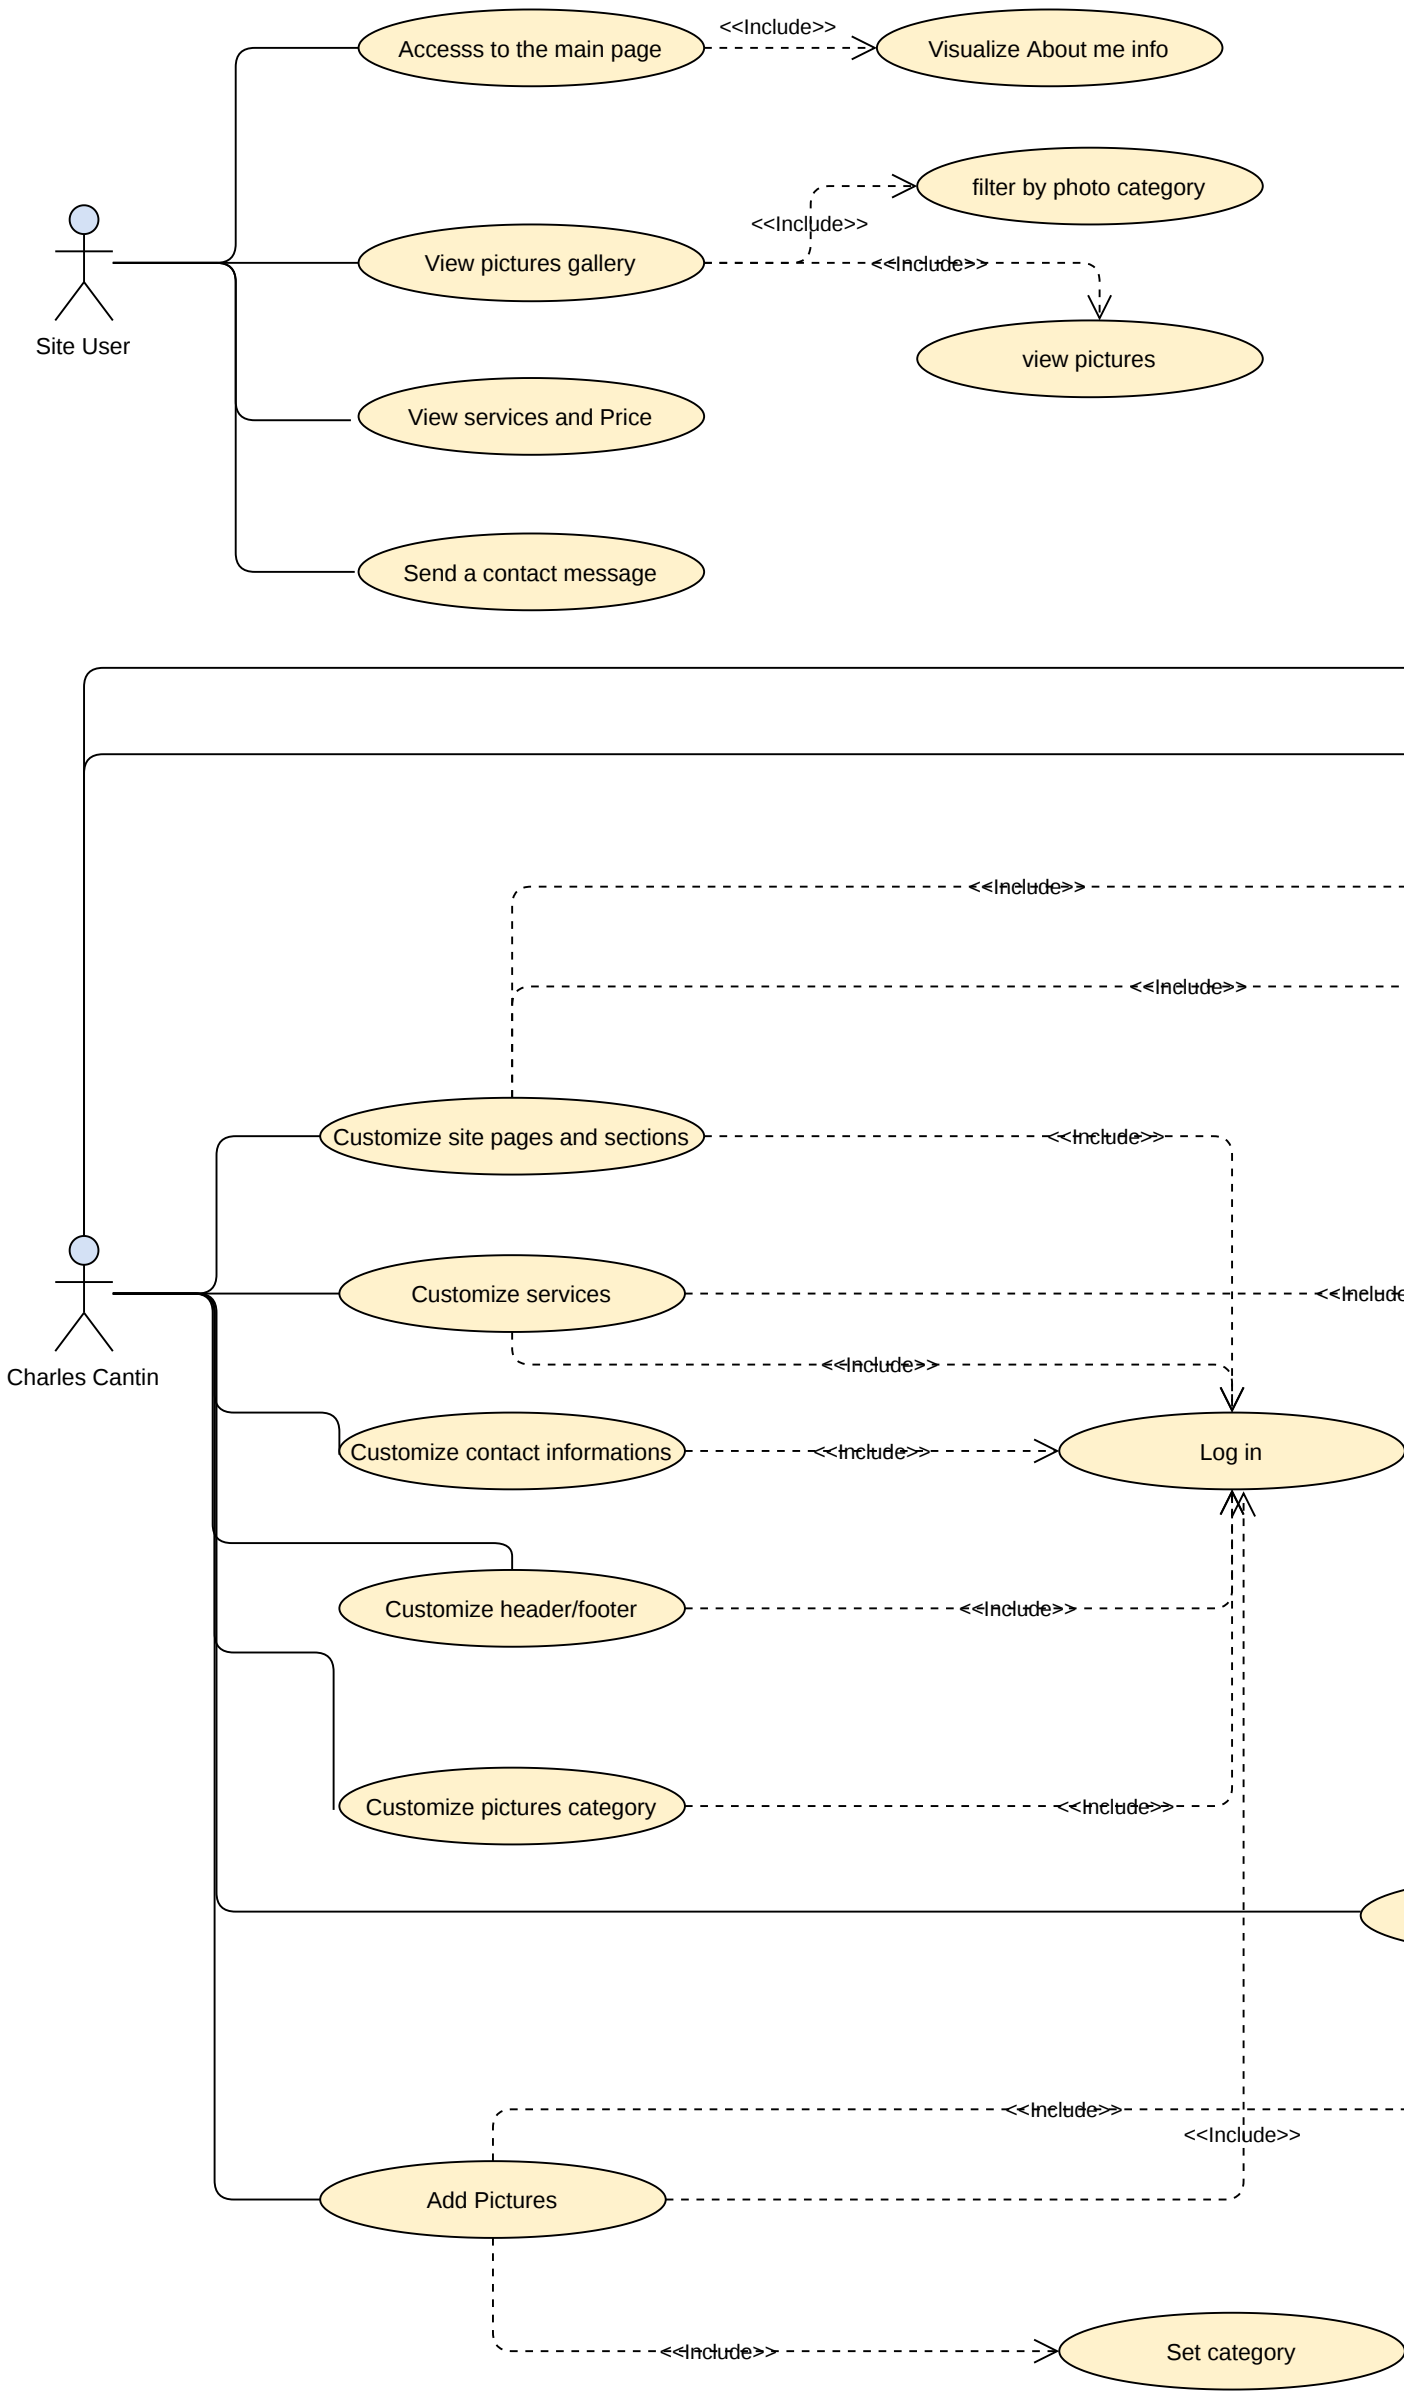 <<Include>>
Accesss to the main page
Visualize About me info
filter by photo category
<<Include>>
View pictures gallery
<<Include>>
Site User
view pictures
View services and Price
Send a contact message
<<Include>>
<<Include>>
Customize site pages and sections
<<Include>>
Customize services
<<Include
<<Include>>
Charles Cantin
Customize contact informations
<<Include>>
Log in
Customize header/footer
<<Include>>
Customize pictures category
<<Include>>
<<Include>>
<<Include>>
Add Pictures
<<Include>>
Set category